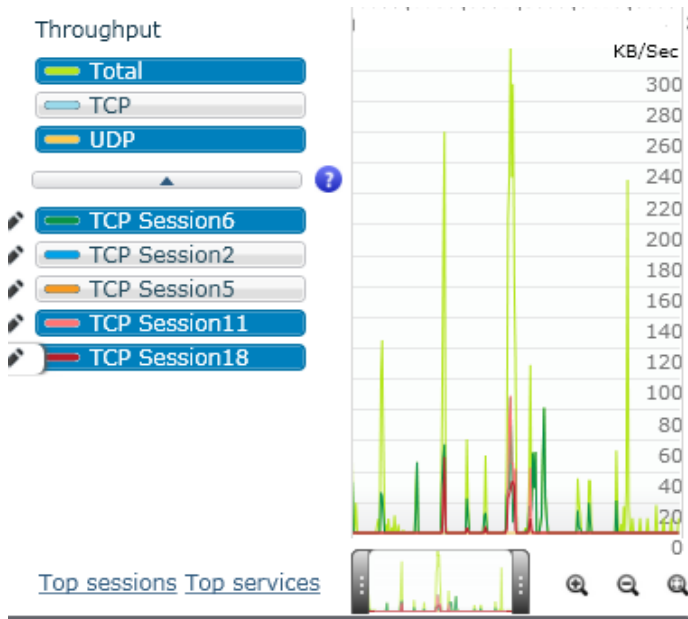 Throughput
Total
TCP
UDP
?
TCP Session6
TCP Session2
TCP Session5
TCP Session11
TCP Session18
Top sessions Top services
KB/Sec
300
280
260
240
220
200
180
160
140
120
100
80
60
40
20
0